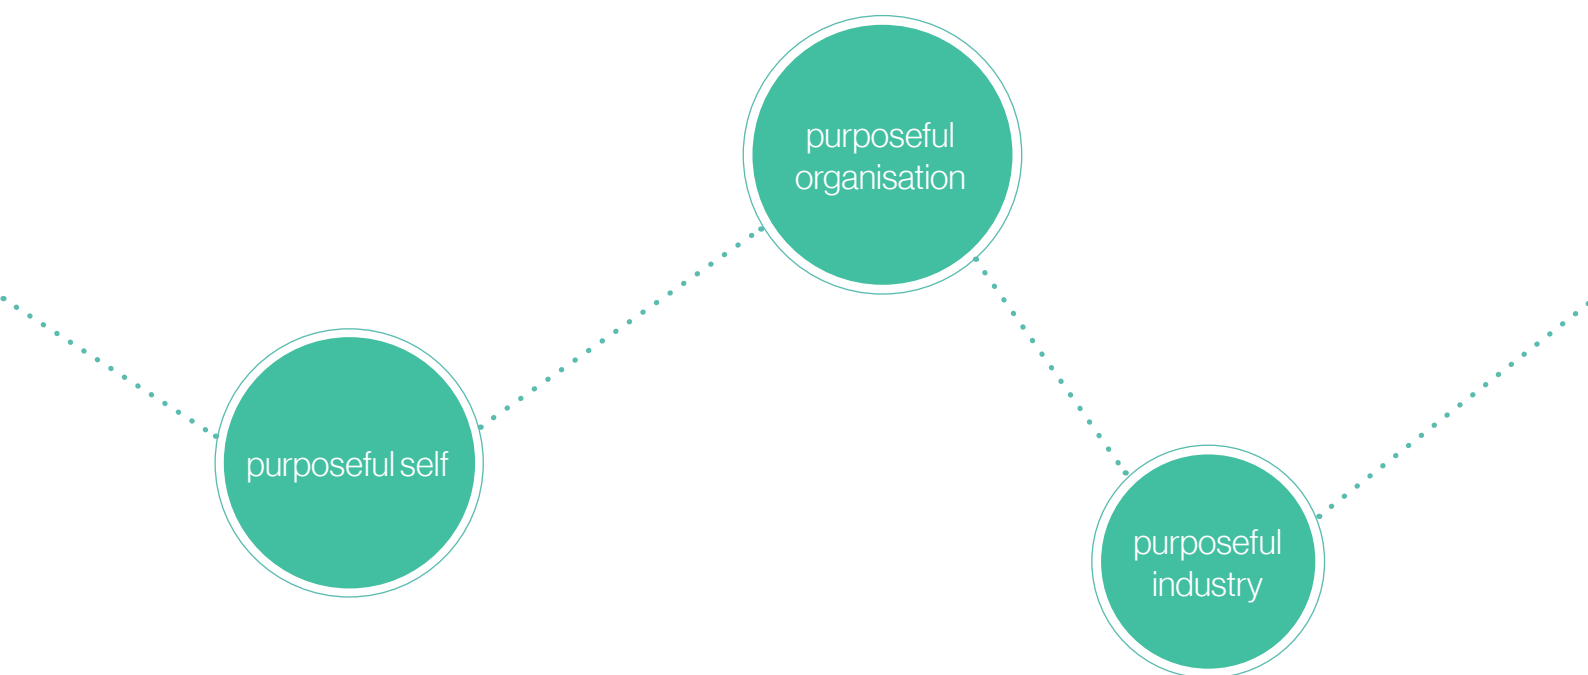 purposeful
organisation
purposeful self
purposeful
industry